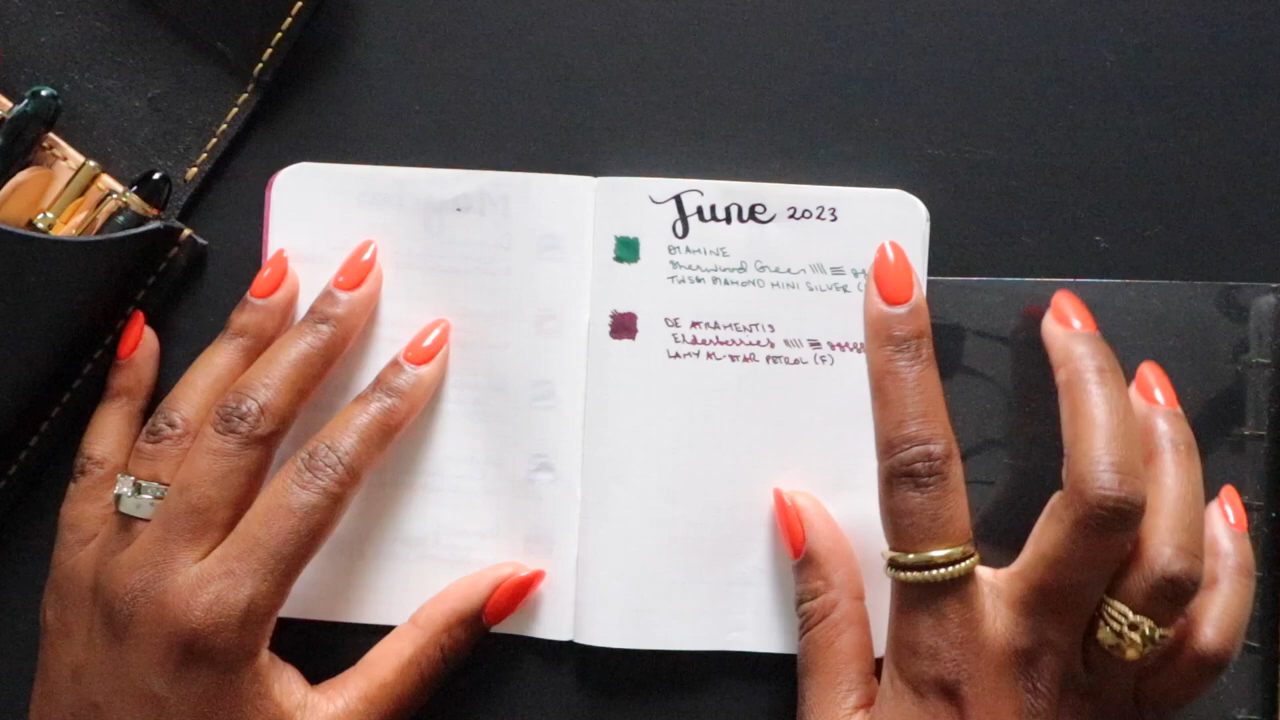 June 2023
DIAMINE
Sherwood Green
TWSBI DIAMOND MINI SILVER (
DE ATRAMENTIS
Elderberries
LAMY AL-STAR PETROL (F)